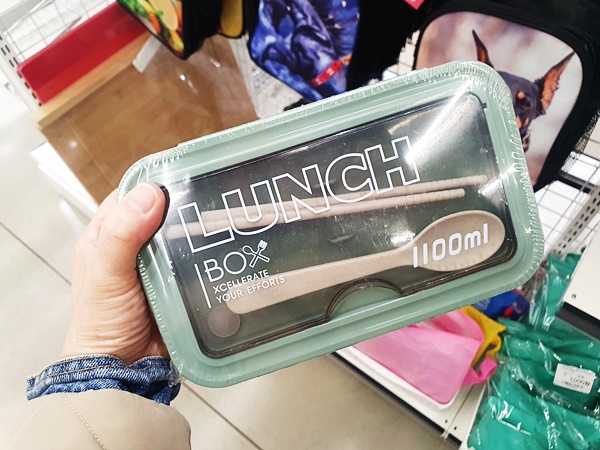 LUNCH
BOX
XCELLERATE
YOUR EFFORTS
1100ml